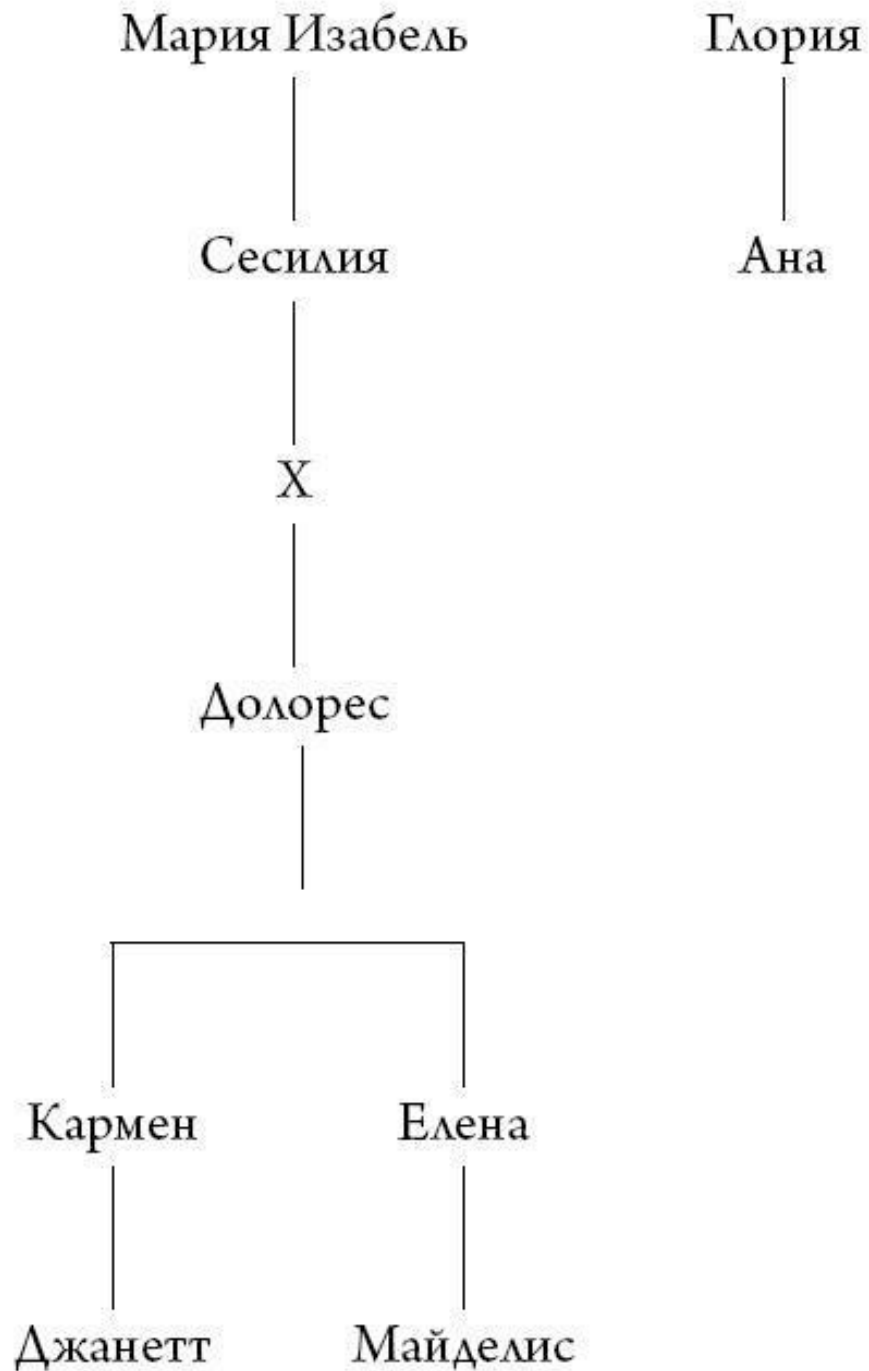 Мария Изабель Глория
Сесилия Ана
X
Долорес
Кармен Елена
Джанетт Майделис